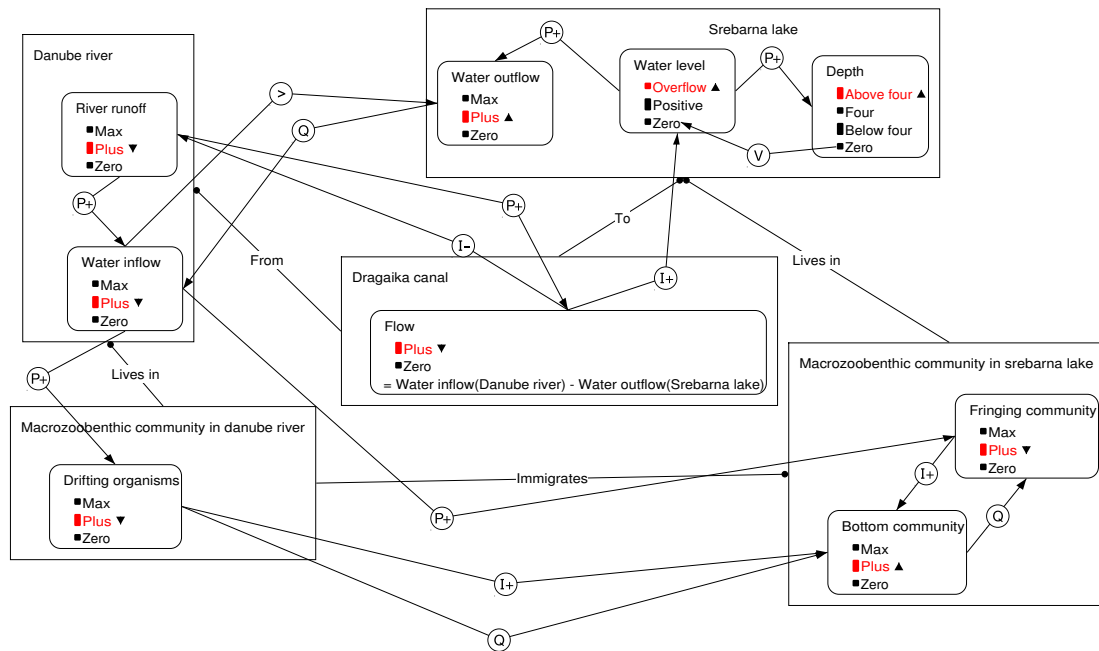 Danube river
River runoff
Max
Plus
Zero
P+
Water inflow
Max
Plus
Zero
>
Q
Srebarna lake
P+
Water outflow
Max
Plus
Zero
Water level
Overflow
Positive
Zero
P+
Depth
Above four
Four
Below four
Zero
V
P+
To
I-
I+
From
Lives in
Dragaika canal
Flow
Plus
Zero
= Water inflow(Danube river) - Water outflow(Srebarna lake)
P+
Lives in
Macrozoobenthic community in danube river
Drifting organisms
Max
Plus
Zero
Immigrates
P+
I+
Q
Macrozoobenthic community in srebarna lake
Fringing community
Max
Plus
Zero
I+
Q
Bottom community
Max
Plus
Zero